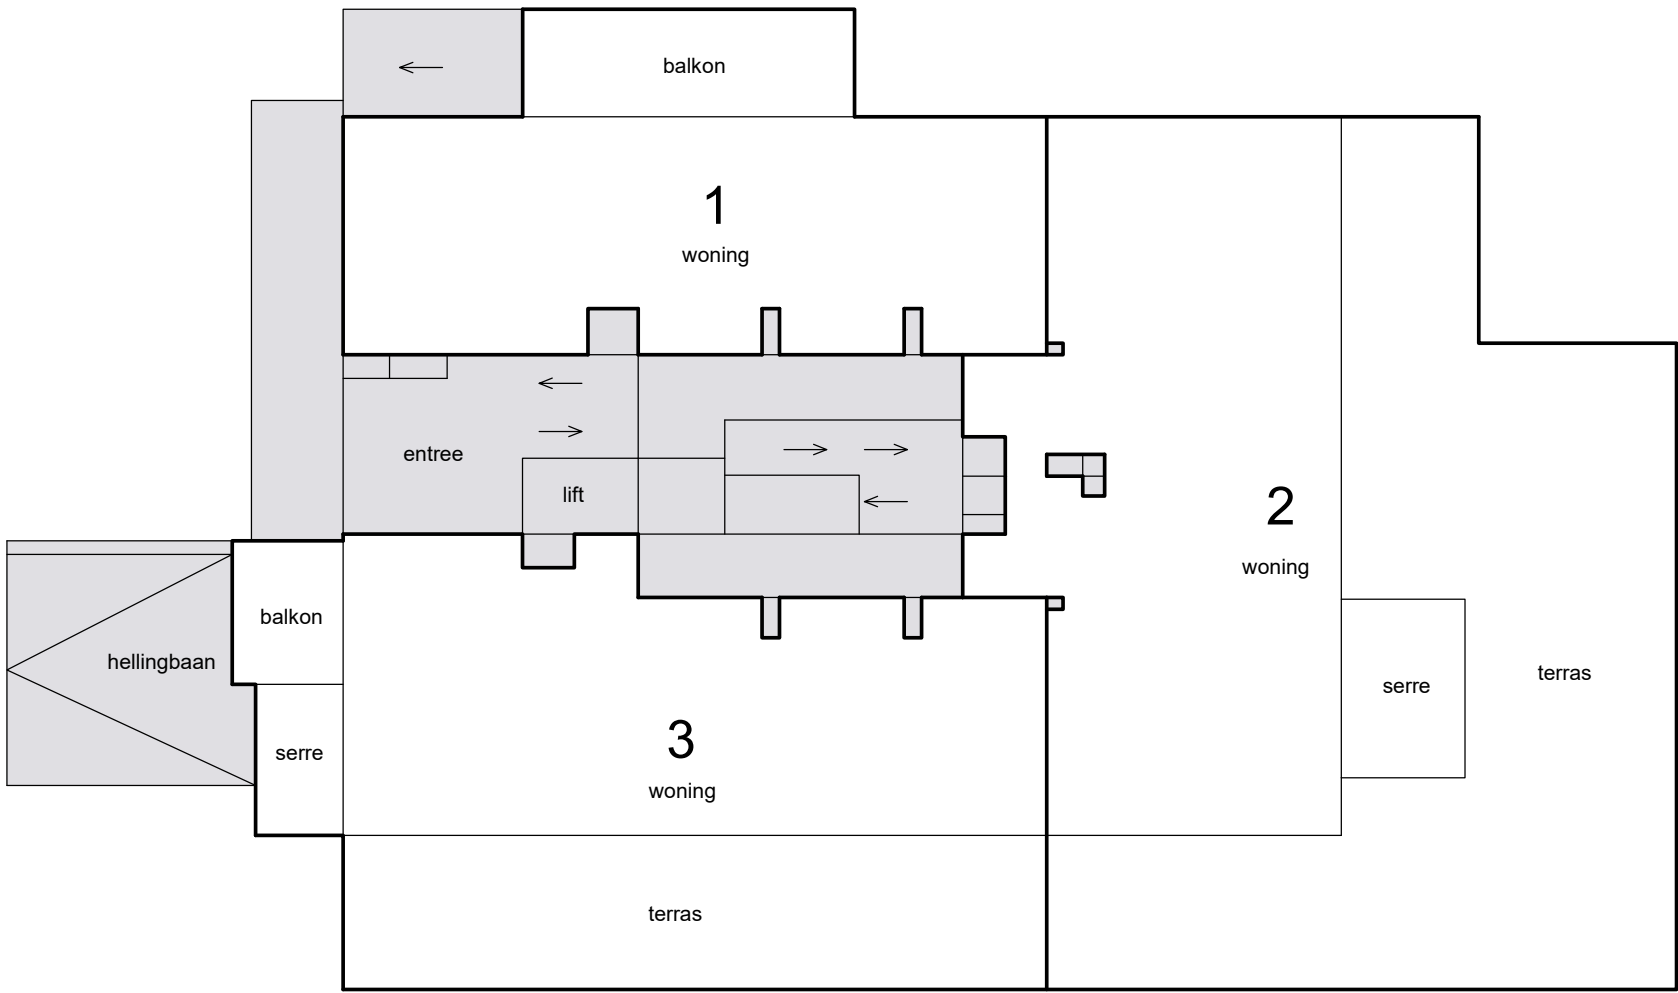 balkon
1
woning
entree
lift
2
woning
balkon
hellingbaan
serre
terras
serre
3
woning
terras